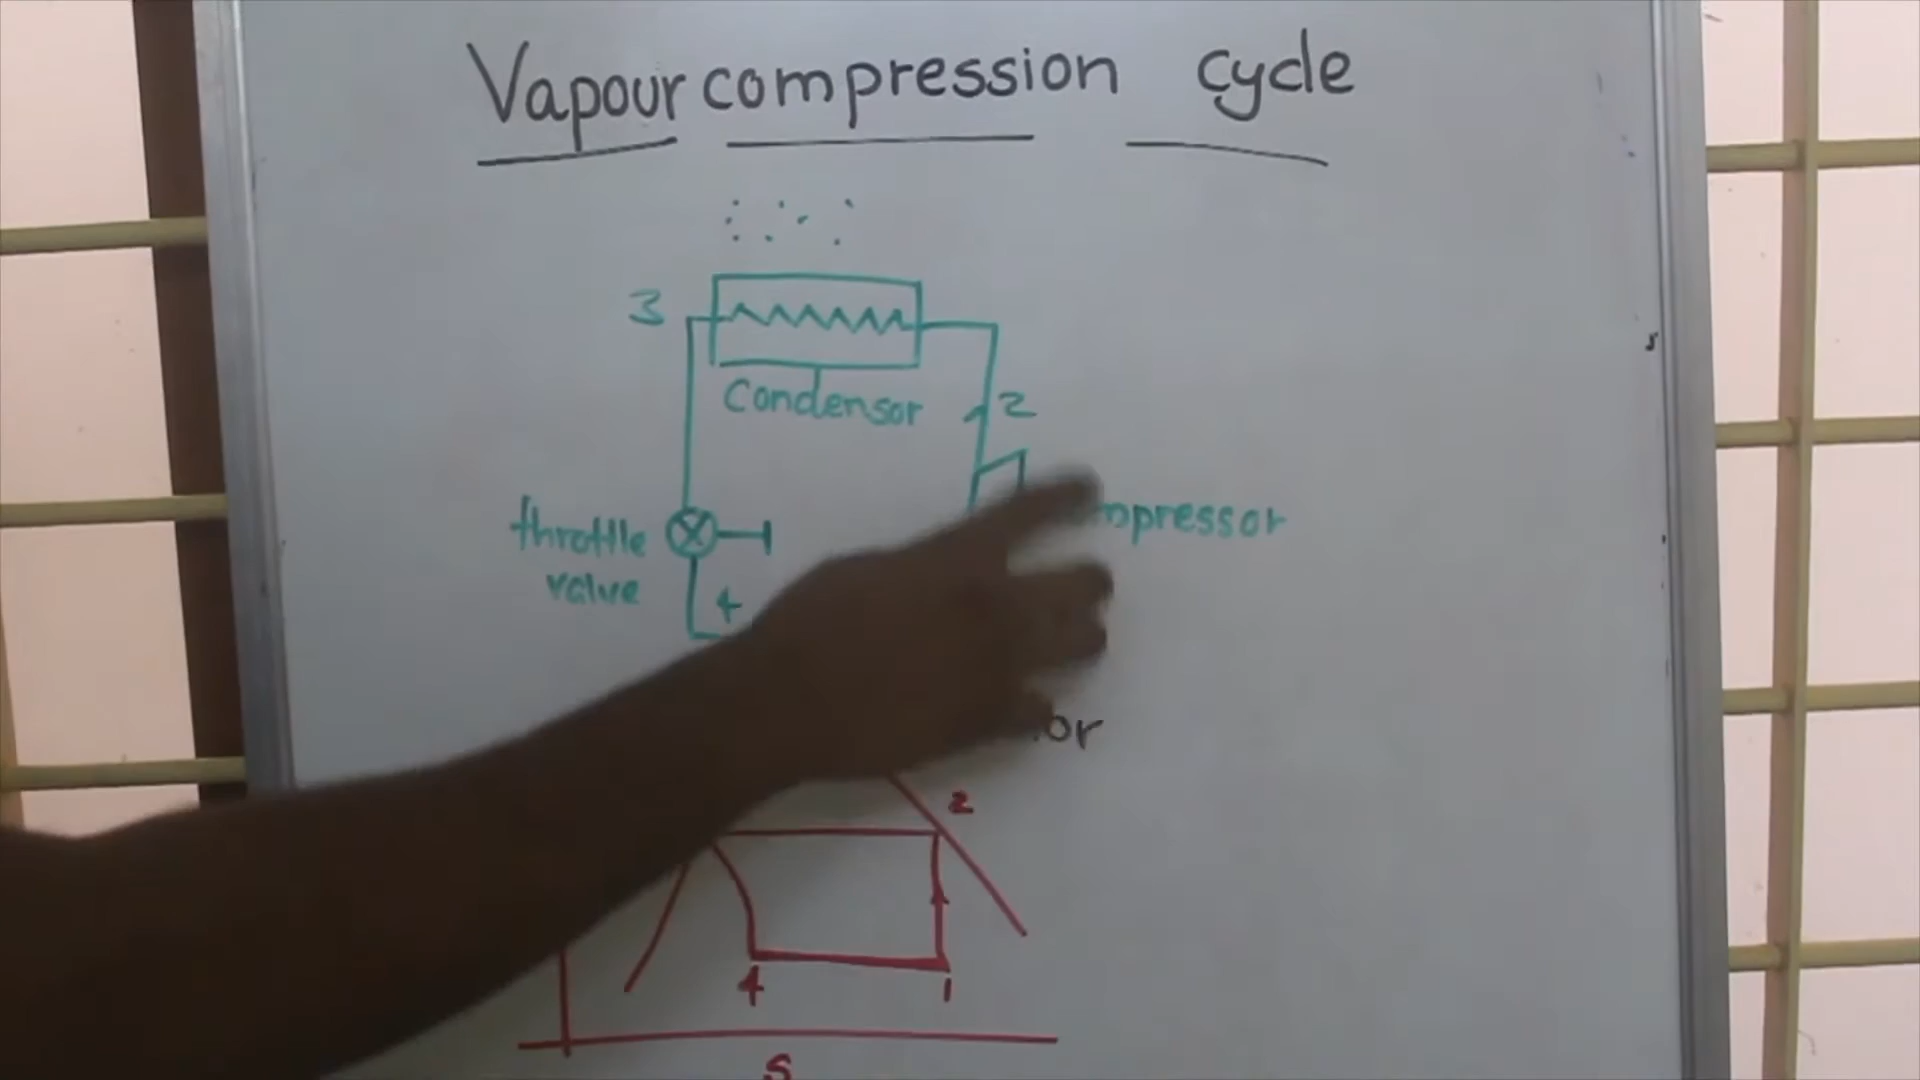 Vapour compression cycle
3
Condensor
2
throttle
valve
4
2
4
1
S